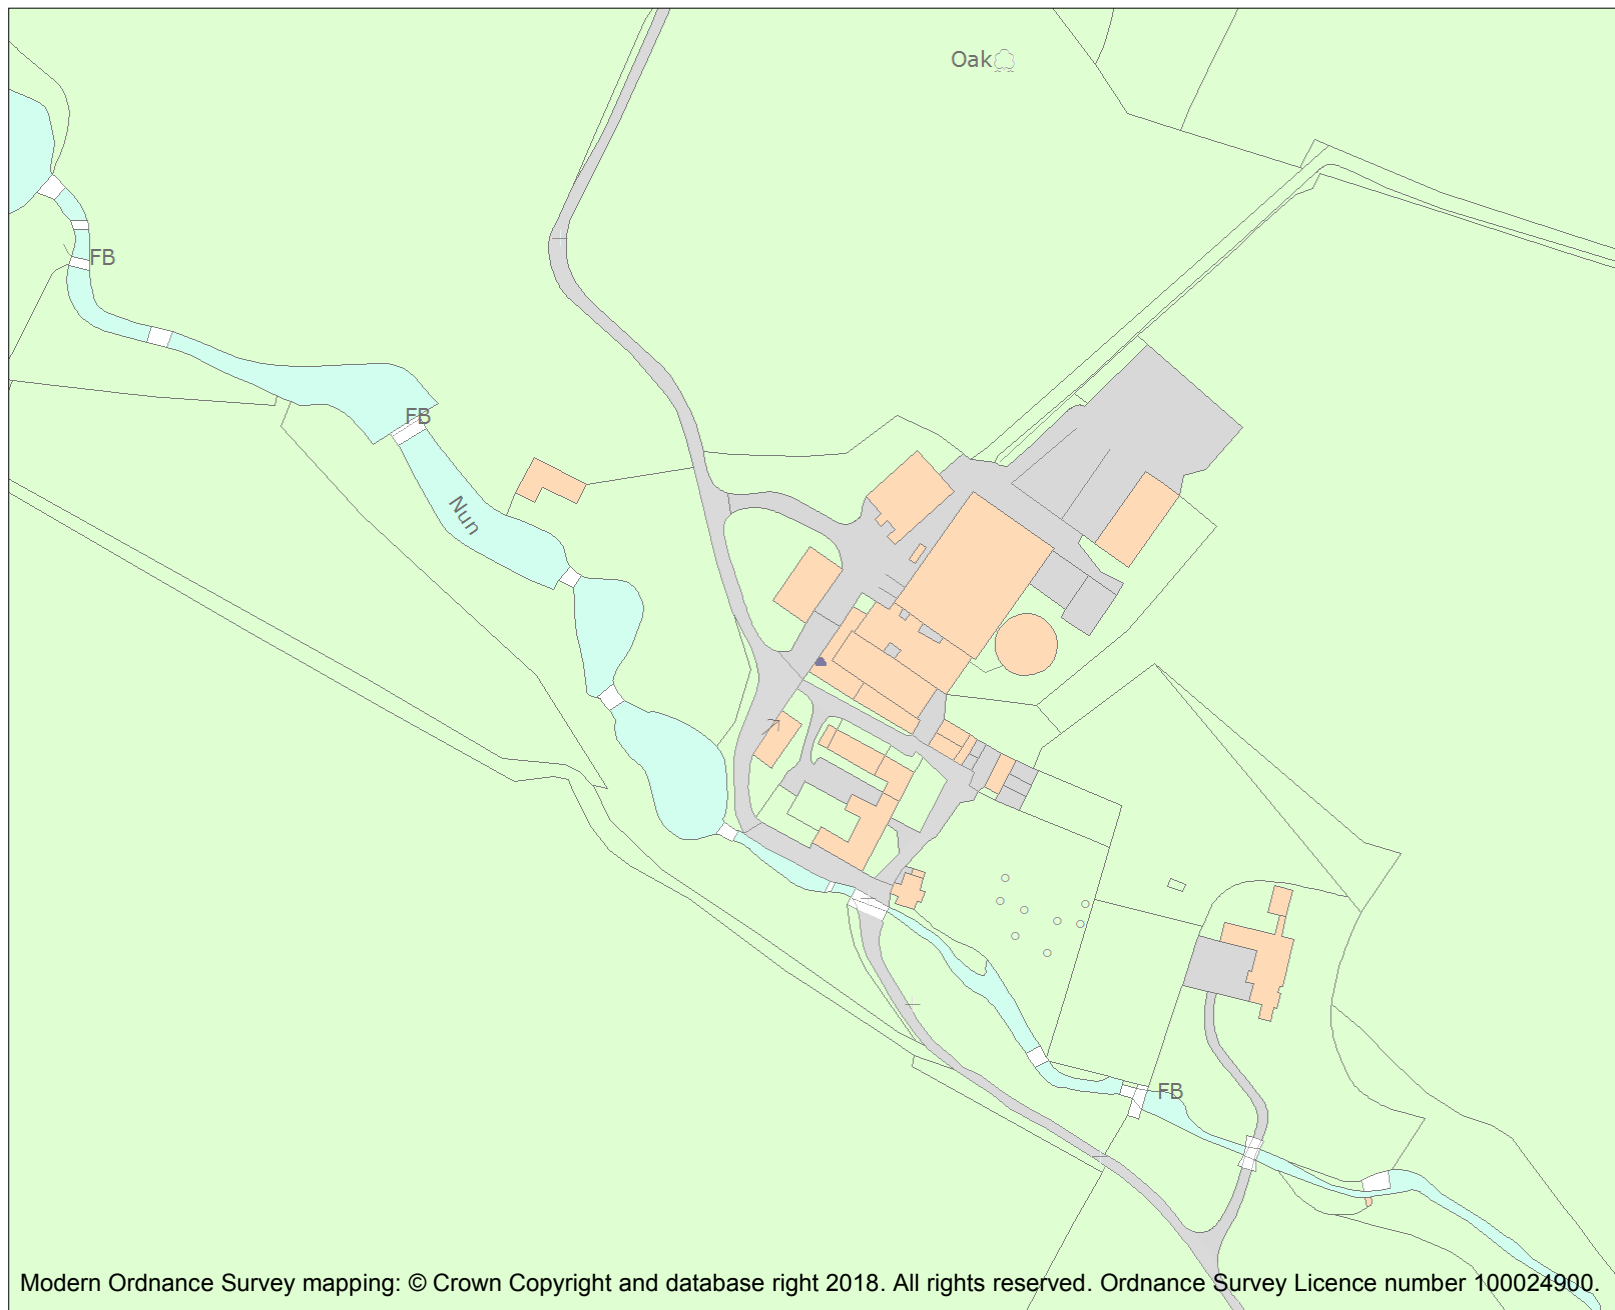 Oak
FB
FB
Nun
FB
Modern Ordnance Survey mapping: © Crown Copyright and database right 2018. All rights reserved. Ordnance Survey Licence number 100024900.